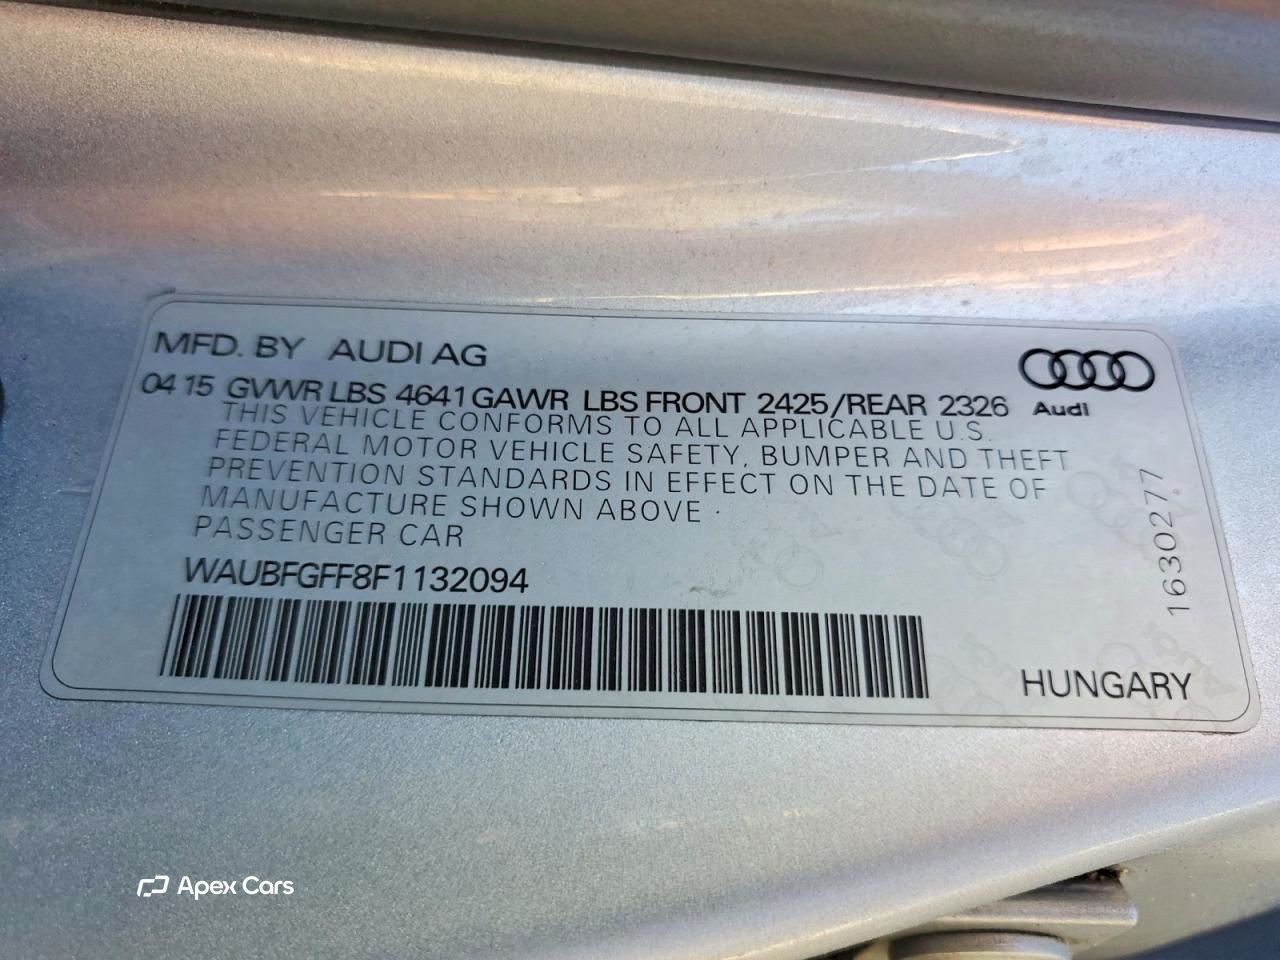 MFD. BY AUDI AG
04 15 GVWR LBS 4641 GAWR LBS FRONT 2425/REAR 2326
Audi
THIS VEHICLE CONFORMS TO ALL APPLICABLE U.S.
FEDERAL MOTOR VEHICLE SAFETY, BUMPER AND THEFT
PREVENTION STANDARDS IN EFFECT ON THE DATE OF
MANUFACTURE SHOWN ABOVE.
PASSENGER CAR
WAUBFGFF8F1132094
1630277
HUNGARY
Apex Cars